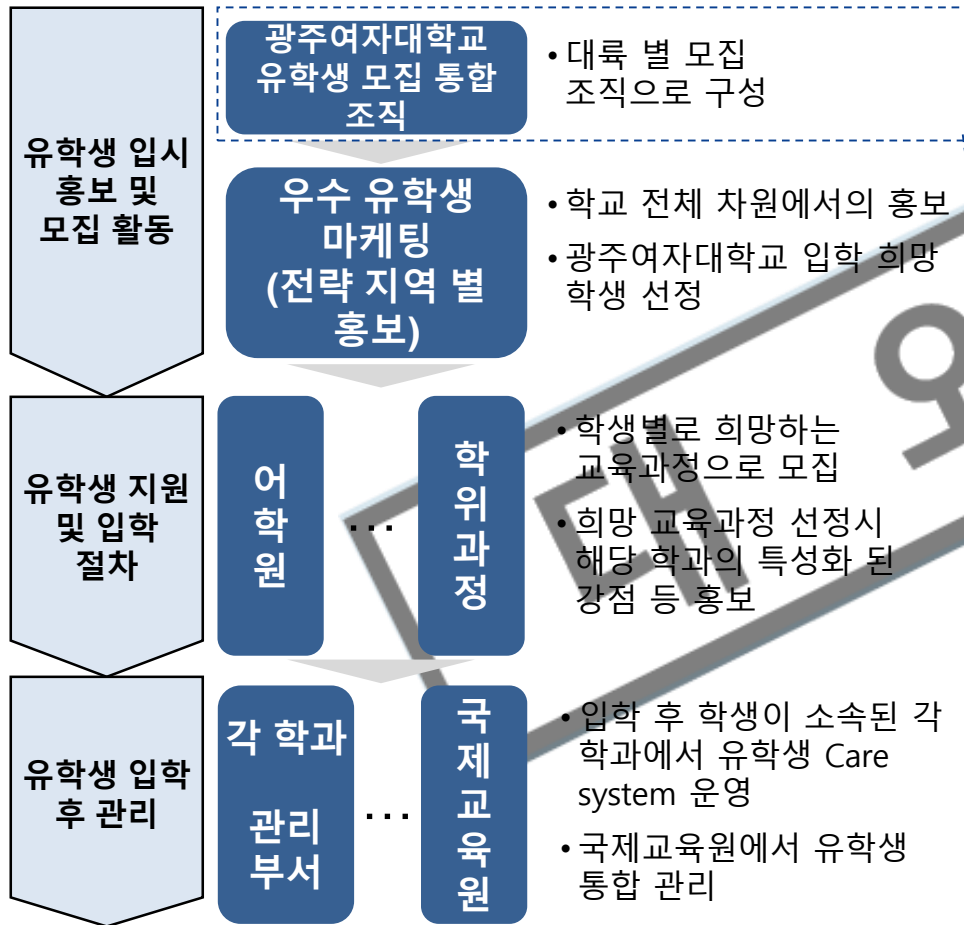 유학생 입시
홍보 및
모집 활동
광주여자대학교
유학생 모집 통합
조직
• 대륙 별 모집
조직으로 구성
우수 유학생
마케팅
(전략 지역 별
홍보)
• 학교 전체 차원에서의 홍보
• 광주여자대학교 입학 희망
학생 선정
유학생 지원
및 입학
절차
어학원
...
학위과정
• 학생별로 희망하는
교육과정으로 모집
• 희망 교육과정 선정시
해당 학과의 특성화 된
강점 등 홍보
유학생 입학
후 관리
각 학과
관리
부서
...
국제교육원
• 입학 후 학생이 소속된 각
학과에서 유학생 Care
system 운영
• 국제교육원에서 유학생
통합 관리
대